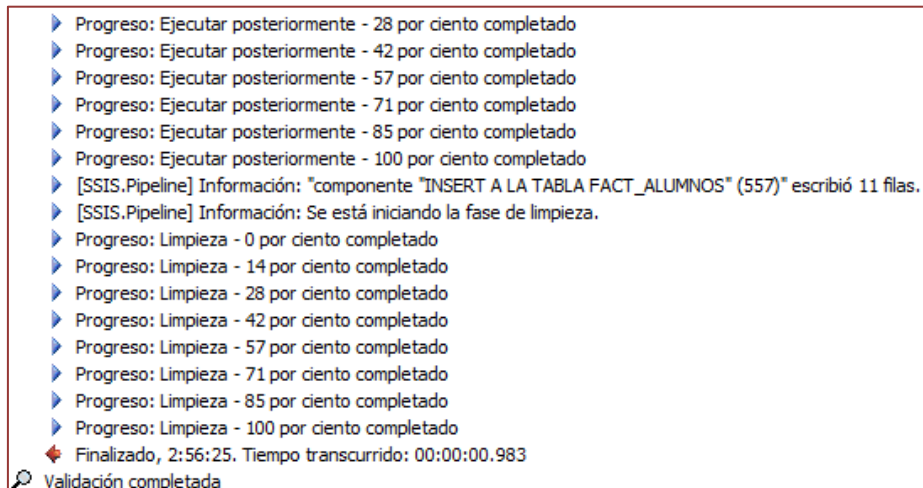 Progreso: Ejecutar posteriormente - 28 por ciento completado
Progreso: Ejecutar posteriormente - 42 por ciento completado
Progreso: Ejecutar posteriormente - 57 por ciento completado
Progreso: Ejecutar posteriormente - 71 por ciento completado
Progreso: Ejecutar posteriormente - 85 por ciento completado
Progreso: Ejecutar posteriormente - 100 por ciento completado
[SSIS.Pipeline] Información: "componente "INSERT A LA TABLA FACT_ALUMNOS" (557)" escribió 11 filas.
[SSIS.Pipeline] Información: Se está iniciando la fase de limpieza.
Progreso: Limpieza - 0 por ciento completado
Progreso: Limpieza - 14 por ciento completado
Progreso: Limpieza - 28 por ciento completado
Progreso: Limpieza - 42 por ciento completado
Progreso: Limpieza - 57 por ciento completado
Progreso: Limpieza - 71 por ciento completado
Progreso: Limpieza - 85 por ciento completado
Progreso: Limpieza - 100 por ciento completado
Finalizado, 2:56:25. Tiempo transcurrido: 00:00:00.983
Validación completada